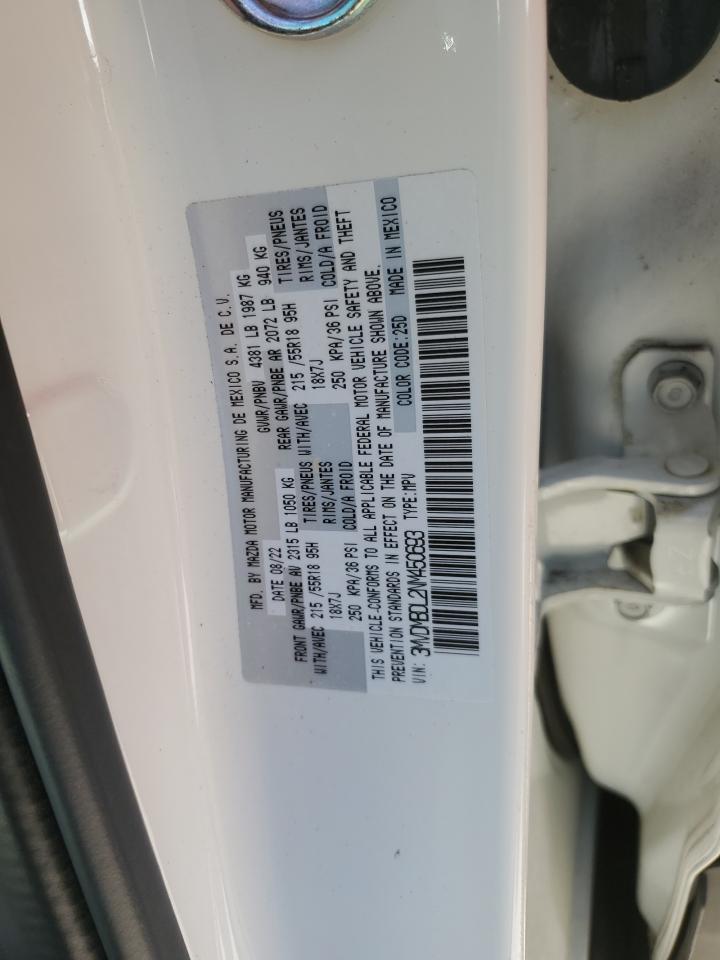 MFD. BY MAZDA MOTOR MANUFACTURING DE MEXICO S.A. DE C.V.
DATE 08/22 GVWR/PNBV 4381 LB 1987 KG
FRONT GAWR/PNBE AV 2315 LB 1050 KG REAR GAWR/PNBE AR 2072 LB 940 KG
WITH/AVEC 215 /55R18 95H TIRES/PNEUS WITH/AVEC 215 /55R18 95H TIRES/PNEUS
18X7J RIMS/JANTES 18X7J RIMS/JANTES
250 KPA/36 PSI COLD/A FROID 250 KPA/36 PSI COLD/A FROID
THIS VEHICLE-CONFORMS TO ALL APPLICABLE FEDERAL MOTOR VEHICLE SAFETY AND THEFT
PREVENTION STANDARDS IN EFFECT ON THE DATE OF MANUFACTURE SHOWN ABOVE.
VIN: 3MVDMBDL2NM450693 TYPE:MPV COLOR CODE:25D MADE IN MEXICO